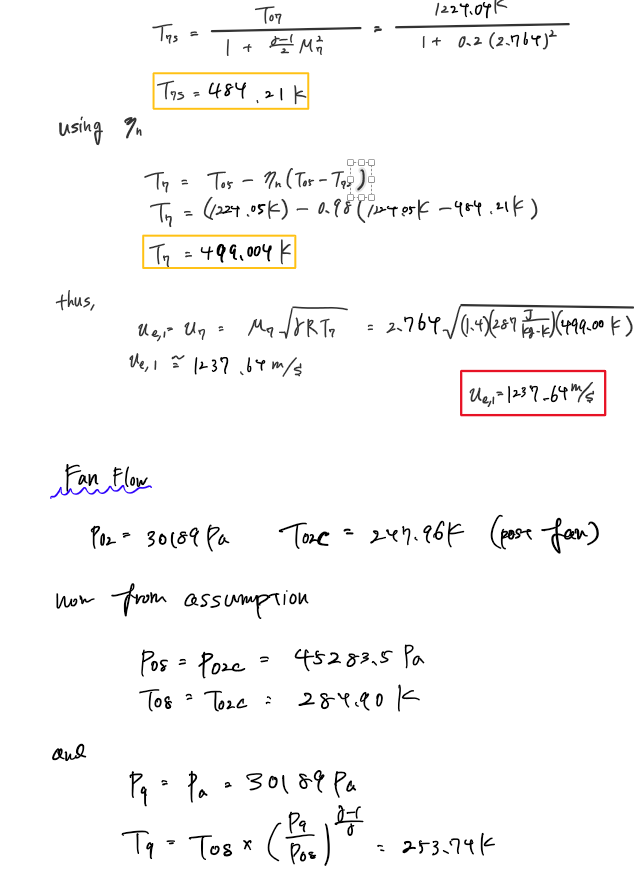 T₇ₛ = T₀₇ / (1 + (γ-1)/2 M₇²) = 1224.04K / (1 + 0.2 (2.764)²)
T₇ₛ = 484.21 K
using ηₙ
T₇ = T₀₅ - ηₙ (T₀₅ - T₇ₛ)
T₇ = (1224.05K) - 0.98 (1224.05K - 484.21K)
T₇ = 499.004 K
thus,
u_e,1 = u₇ = M₇ √(γRT₇) = 2.764 √((1.4)(287 J/kg-K)(499.00 K))
u_e,1 ≅ 1237.64 m/s
u_e,1 = 1237.64 m/s
Fan Flow
P₀₂ = 30189 Pa T₀₂c = 247.96K (post fan)
now from assumption
P₀₈ = P₀₂c = 45283.5 Pa
T₀₈ = T₀₂c = 284.90 K
and
P₉ = Pₐ = 30189 Pa
T₉ = T₀₈ × (P₉/P₀₈)^((γ-1)/γ) = 253.74K